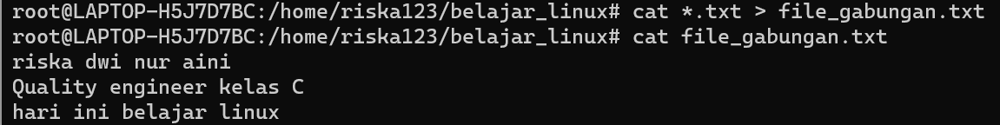 root@LAPTOP-H5J7D7BC:/home/riska123/belajar_linux# cat *.txt > file_gabungan.txt
root@LAPTOP-H5J7D7BC:/home/riska123/belajar_linux# cat file_gabungan.txt
riska dwi nur aini
Quality engineer kelas C
hari ini belajar linux